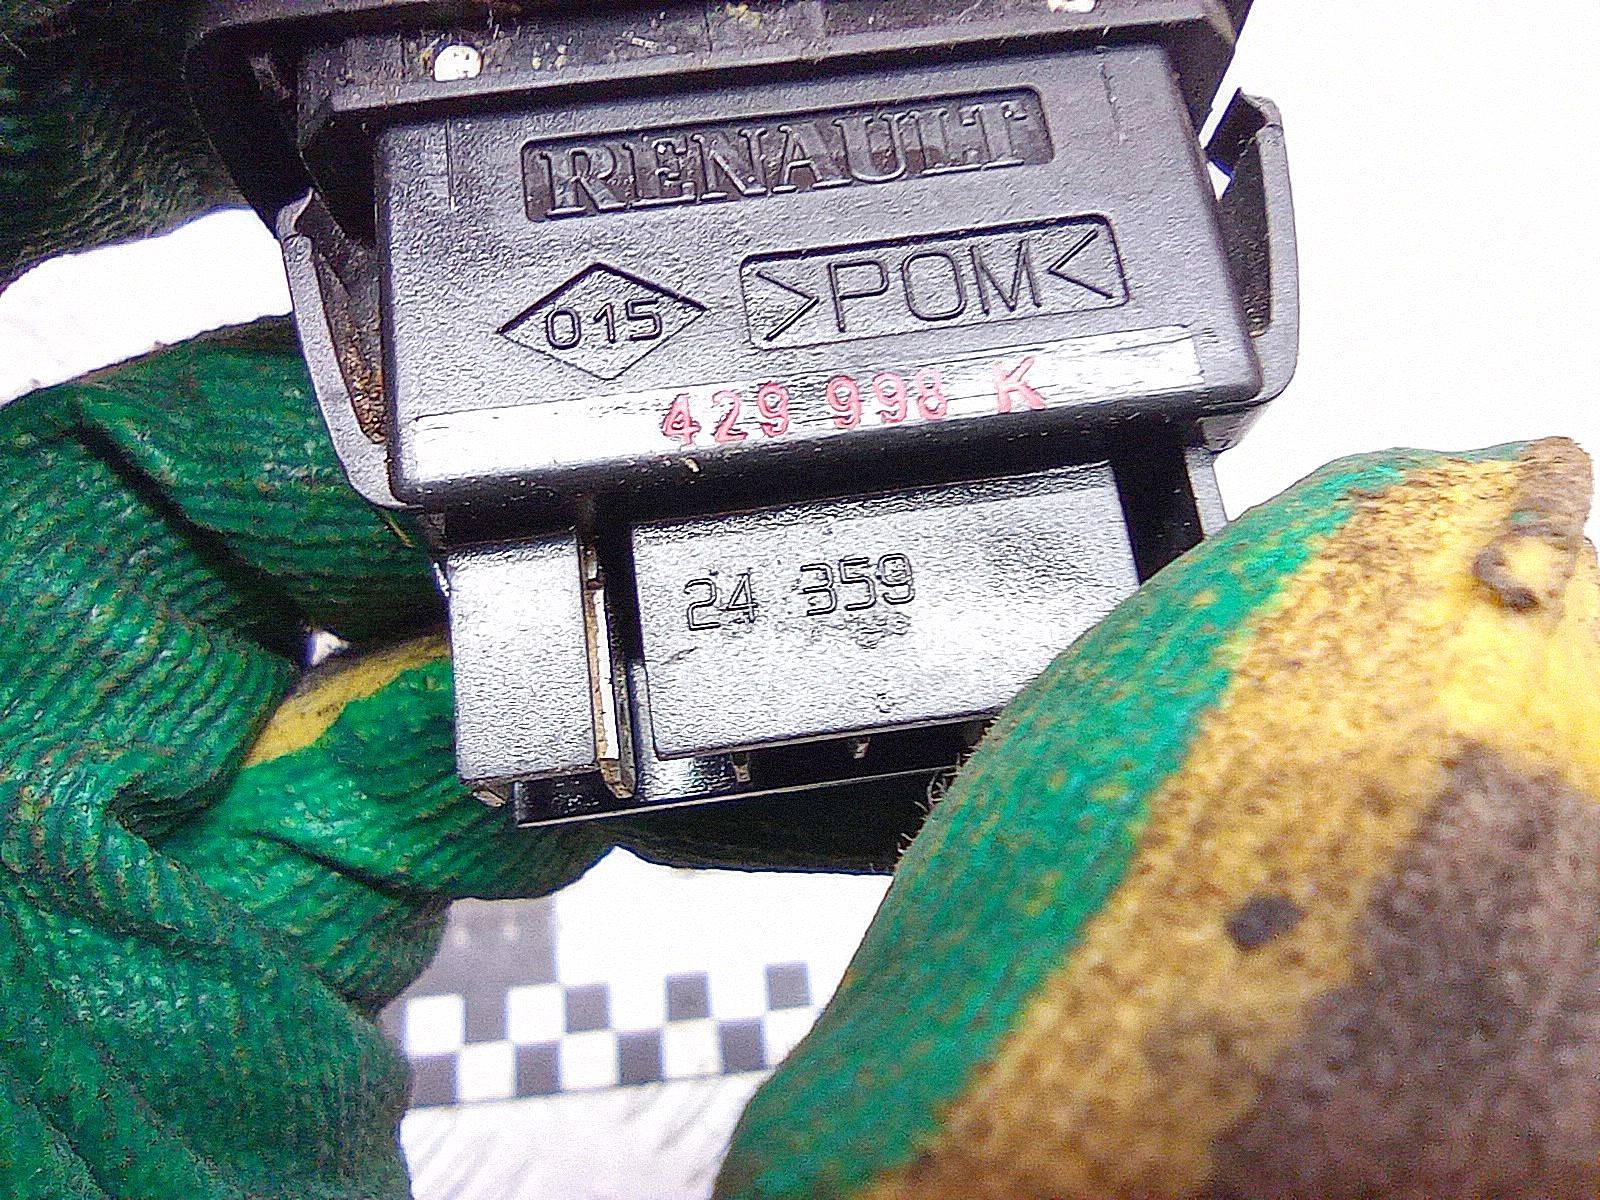 RENAULT
015 >POM<
429 998 K
24 359